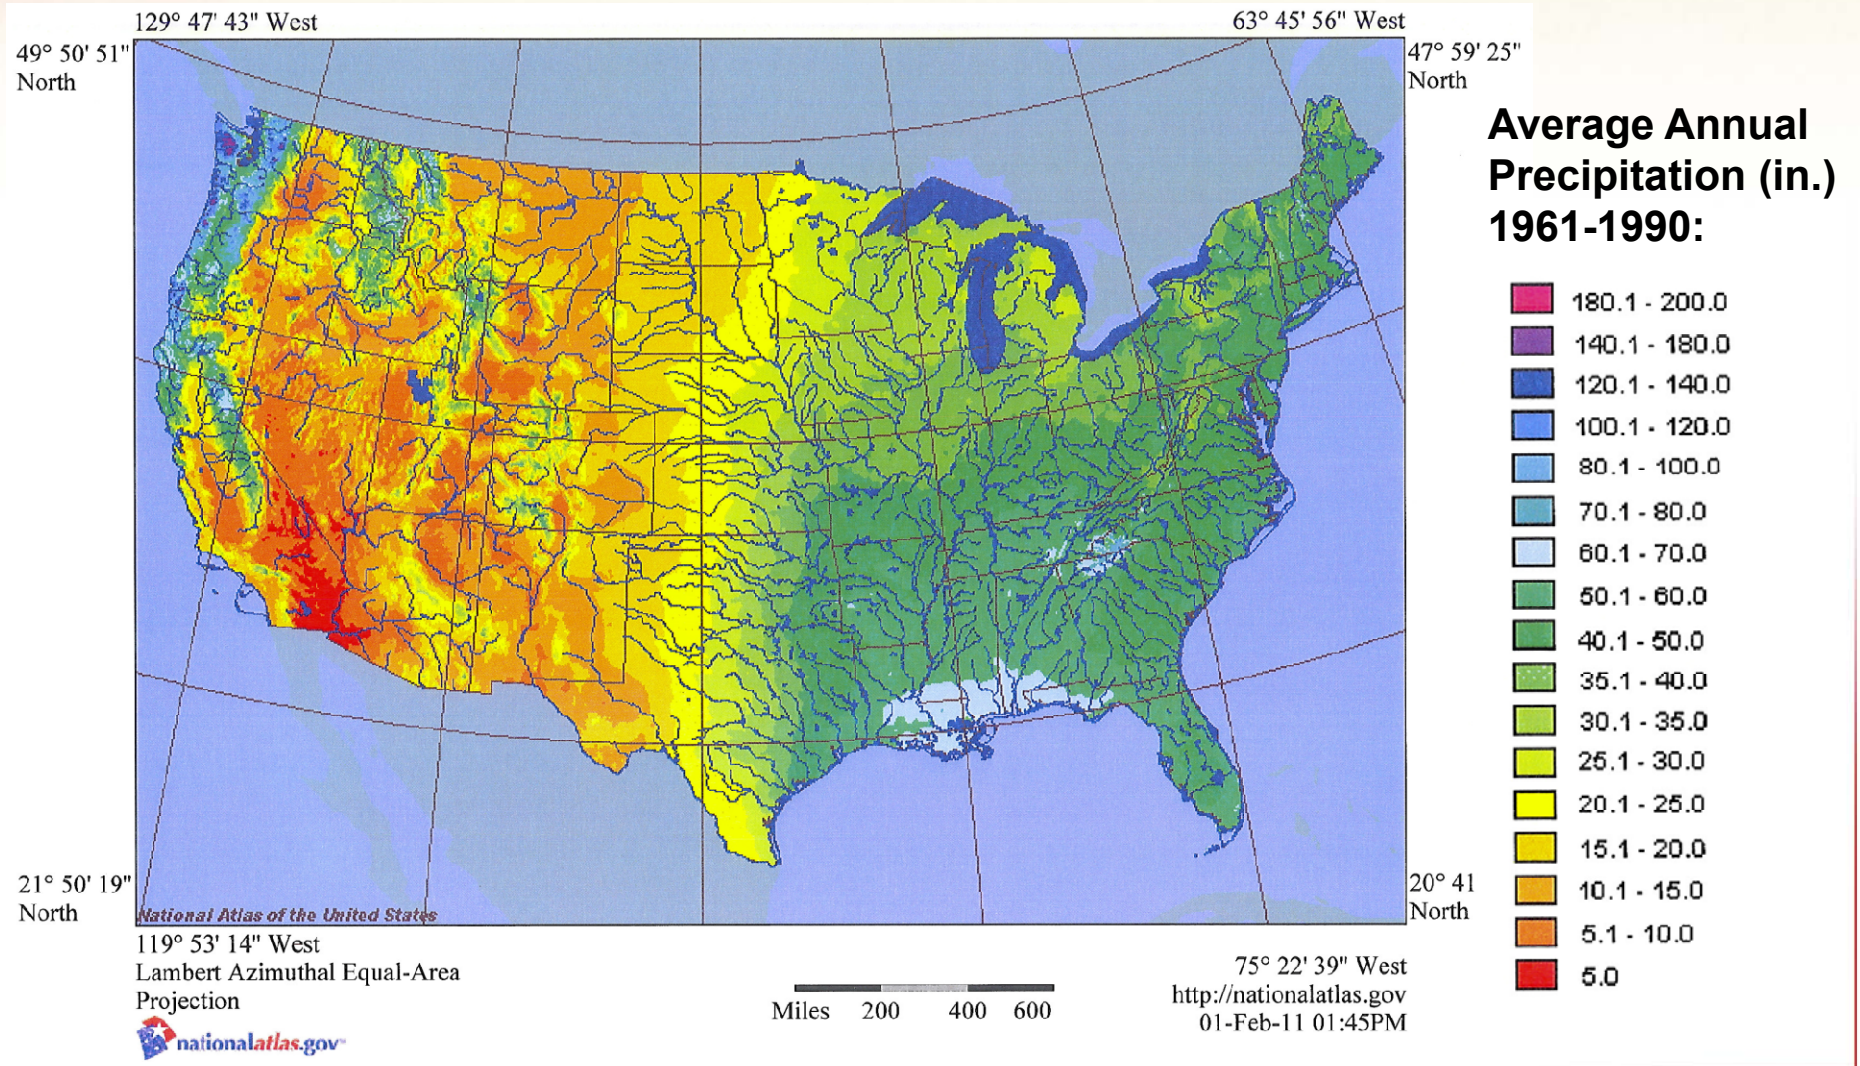 129° 47' 43" West
63° 45' 56" West
49° 50' 51"
North
47° 59' 25"
North
Average Annual
Precipitation (in.)
1961-1990:
180.1 - 200.0
140.1 - 180.0
120.1 - 140.0
100.1 - 120.0
80.1 - 100.0
70.1 - 80.0
60.1 - 70.0
50.1 - 60.0
40.1 - 50.0
35.1 - 40.0
30.1 - 35.0
25.1 - 30.0
20.1 - 25.0
15.1 - 20.0
10.1 - 15.0
5.1 - 10.0
5.0
21° 50' 19"
North
20° 41
North
National Atlas of the United States
119° 53' 14" West
Lambert Azimuthal Equal-Area
Projection
nationalatlas.gov
Miles 200 400 600
75° 22' 39" West
http://nationalatlas.gov
01-Feb-11 01:45PM